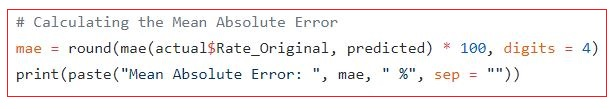 # Calculating the Mean Absolute Error
mae = round(mae(actual$Rate_Original, predicted) * 100, digits = 4)
print(paste("Mean Absolute Error: ", mae, " %", sep = ""))